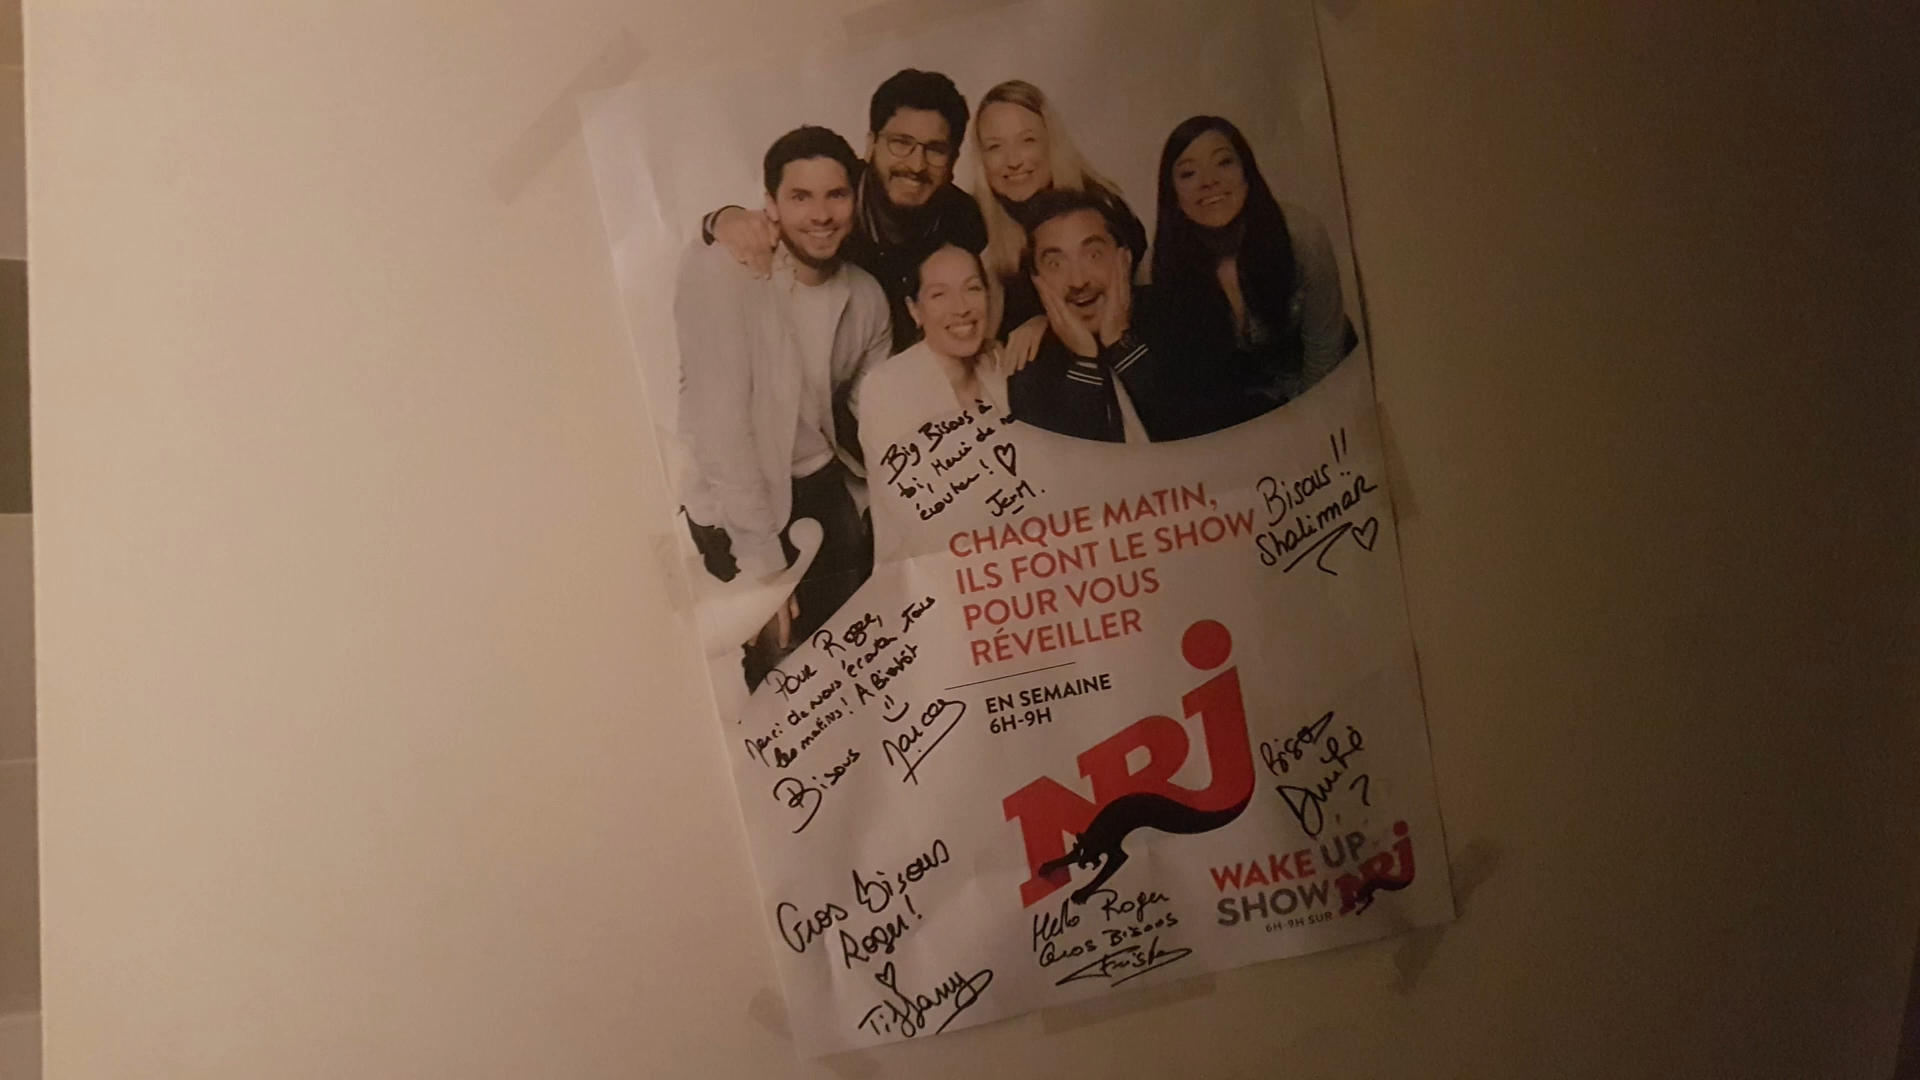 Big Bisous à
toi, Merci de
écouter! ♡
JerM.
CHAQUE MATIN,
ILS FONT LE SHOW
POUR VOUS
RÉVEILLER
Bisous!!
Shalimar
♡
Pour Roger,
Merci de nous écouter tous
les matins! A Bientôt
Bisous
EN SEMAINE
6H-9H
NRJ
WAKE UP
SHOW NRJ
6H-9H SUR
Gros Bisous
Roger!
♡
Tiffany
Hello Roger
Gros Bisous